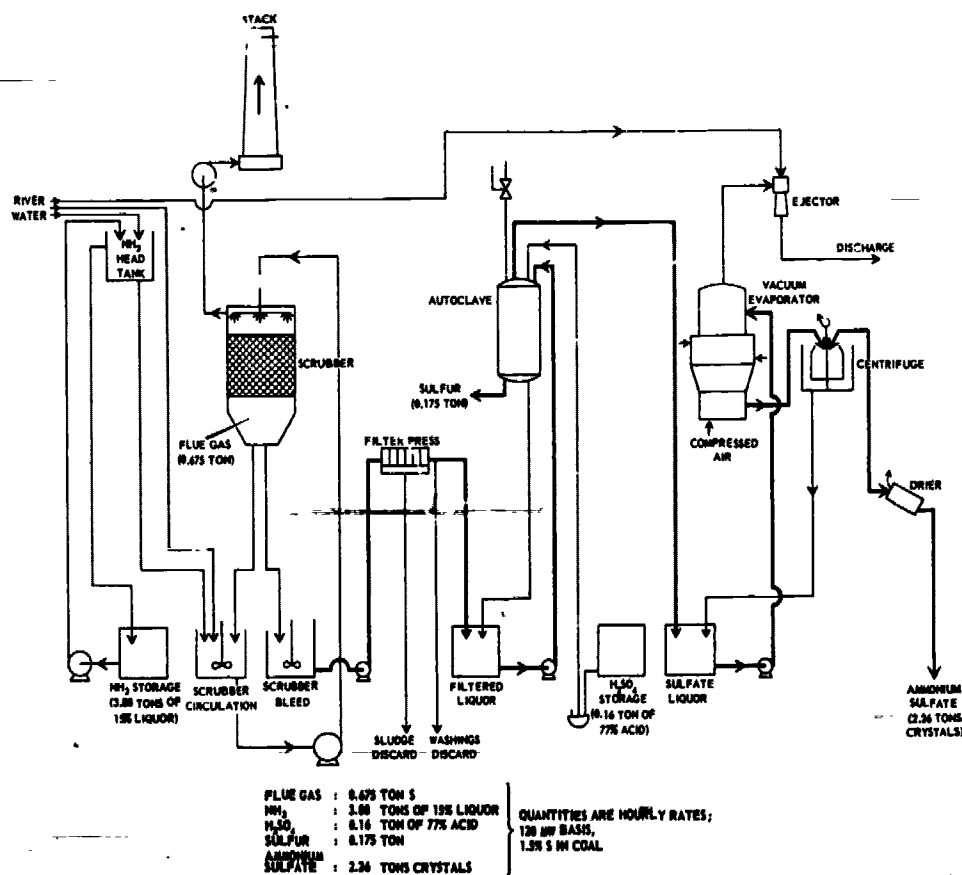 STACK
RIVER
WATER
NH3
HEAD
TANK
EJECTOR
DISCHARGE
AUTOCLAVE
VACUUM
EVAPORATOR
SCRUBBER
CENTRIFUGE
SULFUR
(0.175 TON)
FLUE GAS
(0.675 TON)
FILTER PRESS
COMPRESSED
AIR
DRIER
NH3 STORAGE
(3.88 TONS OF
15% LIQUOR)
SCRUBBER
CIRCULATION
SCRUBBER
BLEED
FILTERED
LIQUOR
H2SO4
STORAGE
(0.16 TON OF
77% ACID)
SULFATE
LIQUOR
AMMONIUM
SULFATE
(2.26 TONS
CRYSTALS)
SLUDGE
DISCARD
WASHINGS
DISCARD
FLUE GAS : 0.675 TON S
NH3 : 3.88 TONS OF 15% LIQUOR
H2SO4 : 0.16 TON OF 77% ACID
SULFUR : 0.175 TON
AMMONIUM
SULFATE : 2.26 TONS CRYSTALS
QUANTITIES ARE HOURLY RATES;
120 MW BASIS,
1.3% S IN COAL